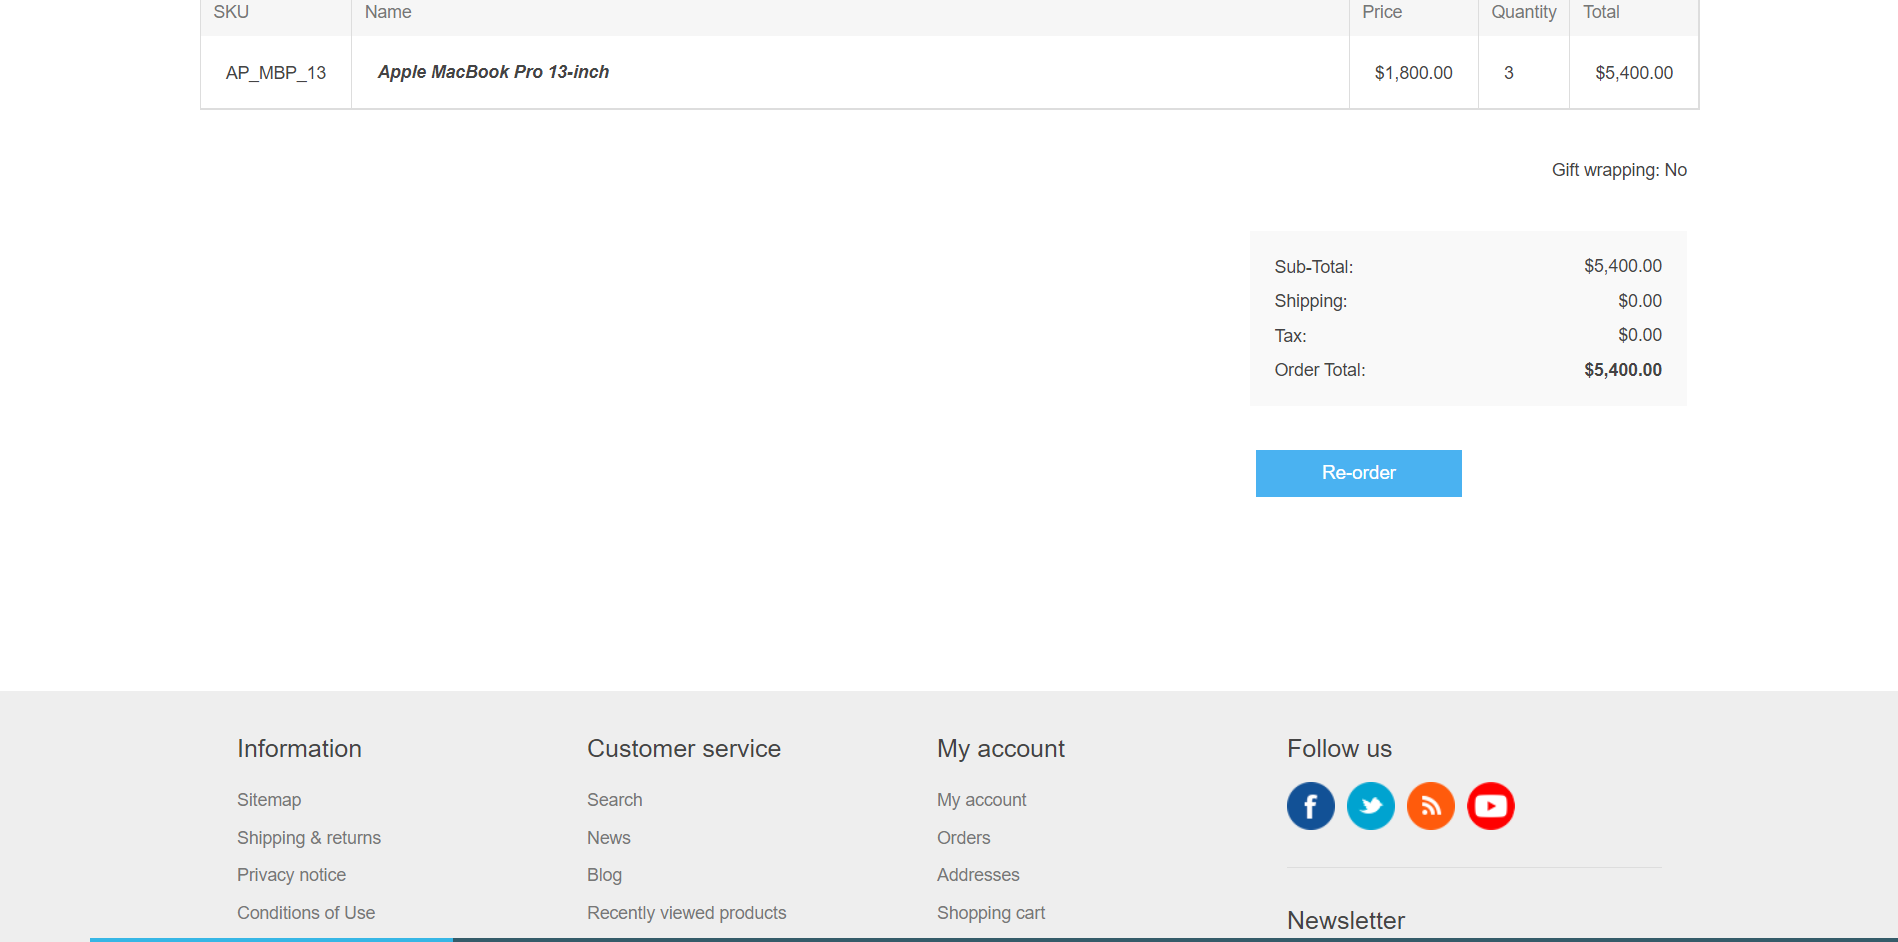 SKU Name Price Quantity Total
AP_MBP_13 Apple MacBook Pro 13-inch $1,800.00 3 $5,400.00
Gift wrapping: No
Sub-Total: $5,400.00
Shipping: $0.00
Tax: $0.00
Order Total: $5,400.00
Re-order
Information
Sitemap
Shipping & returns
Privacy notice
Conditions of Use
Customer service
Search
News
Blog
Recently viewed products
My account
My account
Orders
Addresses
Shopping cart
Follow us
Newsletter